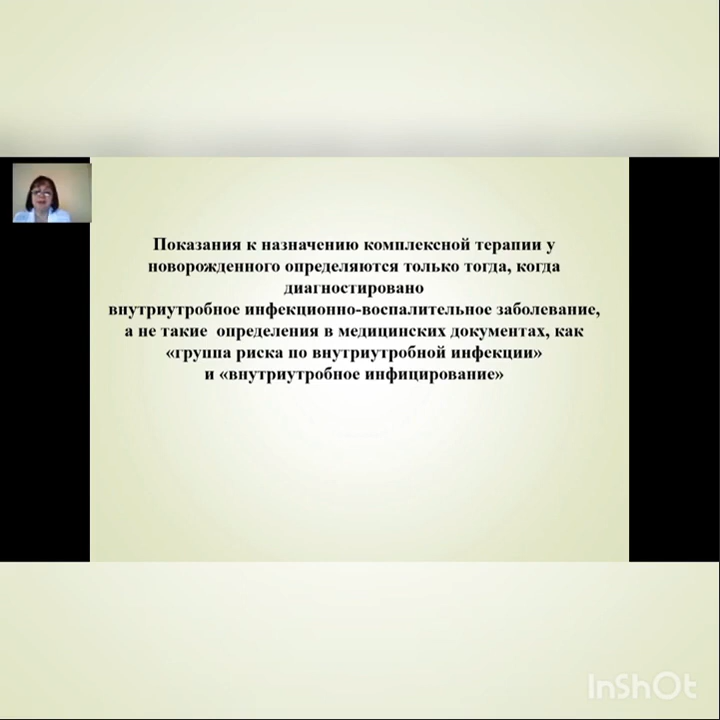 Показания к назначению комплексной терапии у
новорожденного определяются только тогда, когда
диагностировано
внутриутробное инфекционно-воспалительное заболевание,
а не такие определения в медицинских документах, как
«группа риска по внутриутробной инфекции»
и «внутриутробное инфицирование»
InShOt